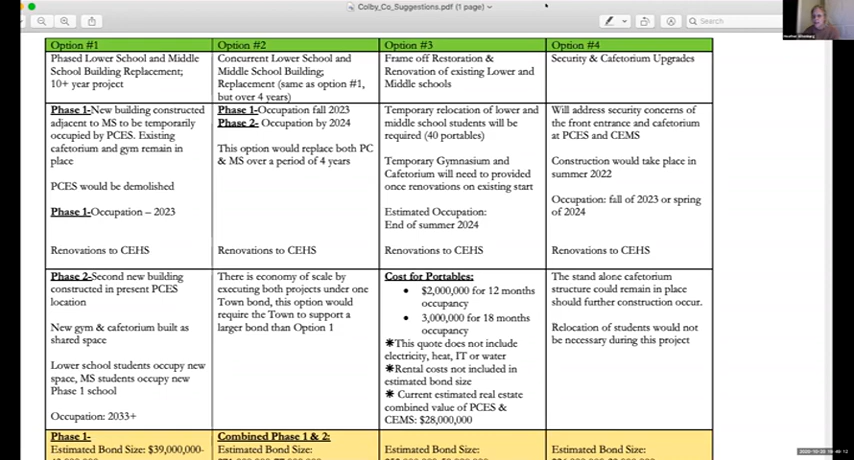 Colby_Co_Suggestions.pdf (1 page)
Search
Option #1
Phased Lower School and Middle
School Building Replacement;
10+ year project
Option #2
Concurrent Lower School and
Middle School Building;
Replacement (same as option #1,
but over 4 years)
Option #3
Frame off Restoration &
Renovation of existing Lower and
Middle schools
Option #4
Security & Cafetorium Upgrades
Phase 1-New building constructed
adjacent to MS to be temporarily
occupied by PCES. Existing
cafetorium and gym remain in
place
PCES would be demolished
Phase 1-Occupation – 2023
Renovations to CEHS
Phase 1-Occupation fall 2023
Phase 2- Occupation by 2024
This option would replace both PC
& MS over a period of 4 years
Renovations to CEHS
Temporary relocation of lower and
middle school students will be
required (40 portables)
Temporary Gymnasium and
Cafetorium will need to provided
once renovations on existing start
Estimated Occupation:
End of summer 2024
Renovations to CEHS
Will address security concerns of
the front entrance and cafetorium
at PCES and CEMS
Construction would take place in
summer 2022
Occupation: fall of 2023 or spring
of 2024
Renovations to CEHS
Phase 2-Second new building
constructed in present PCES
location
New gym & cafetorium built as
shared space
Lower school students occupy new
space, MS students occupy new
Phase 1 school
Occupation: 2033+
There is economy of scale by
executing both projects under one
Town bond, this option would
require the Town to support a
larger bond than Option 1
Cost for Portables:
• $2,000,000 for 12 months
occupancy
• 3,000,000 for 18 months
occupancy
✱This quote does not include
electricity, heat, IT or water
✱Rental costs not included in
estimated bond size
✱ Current estimated real estate
combined value of PCES &
CEMS: $28,000,000
The stand alone cafetorium
structure could remain in place
should further construction occur.
Relocation of students would not
be necessary during this project
Phase 1-
Estimated Bond Size: $39,000,000-
Combined Phase 1 & 2:
Estimated Bond Size:
Estimated Bond Size:
Estimated Bond Size: